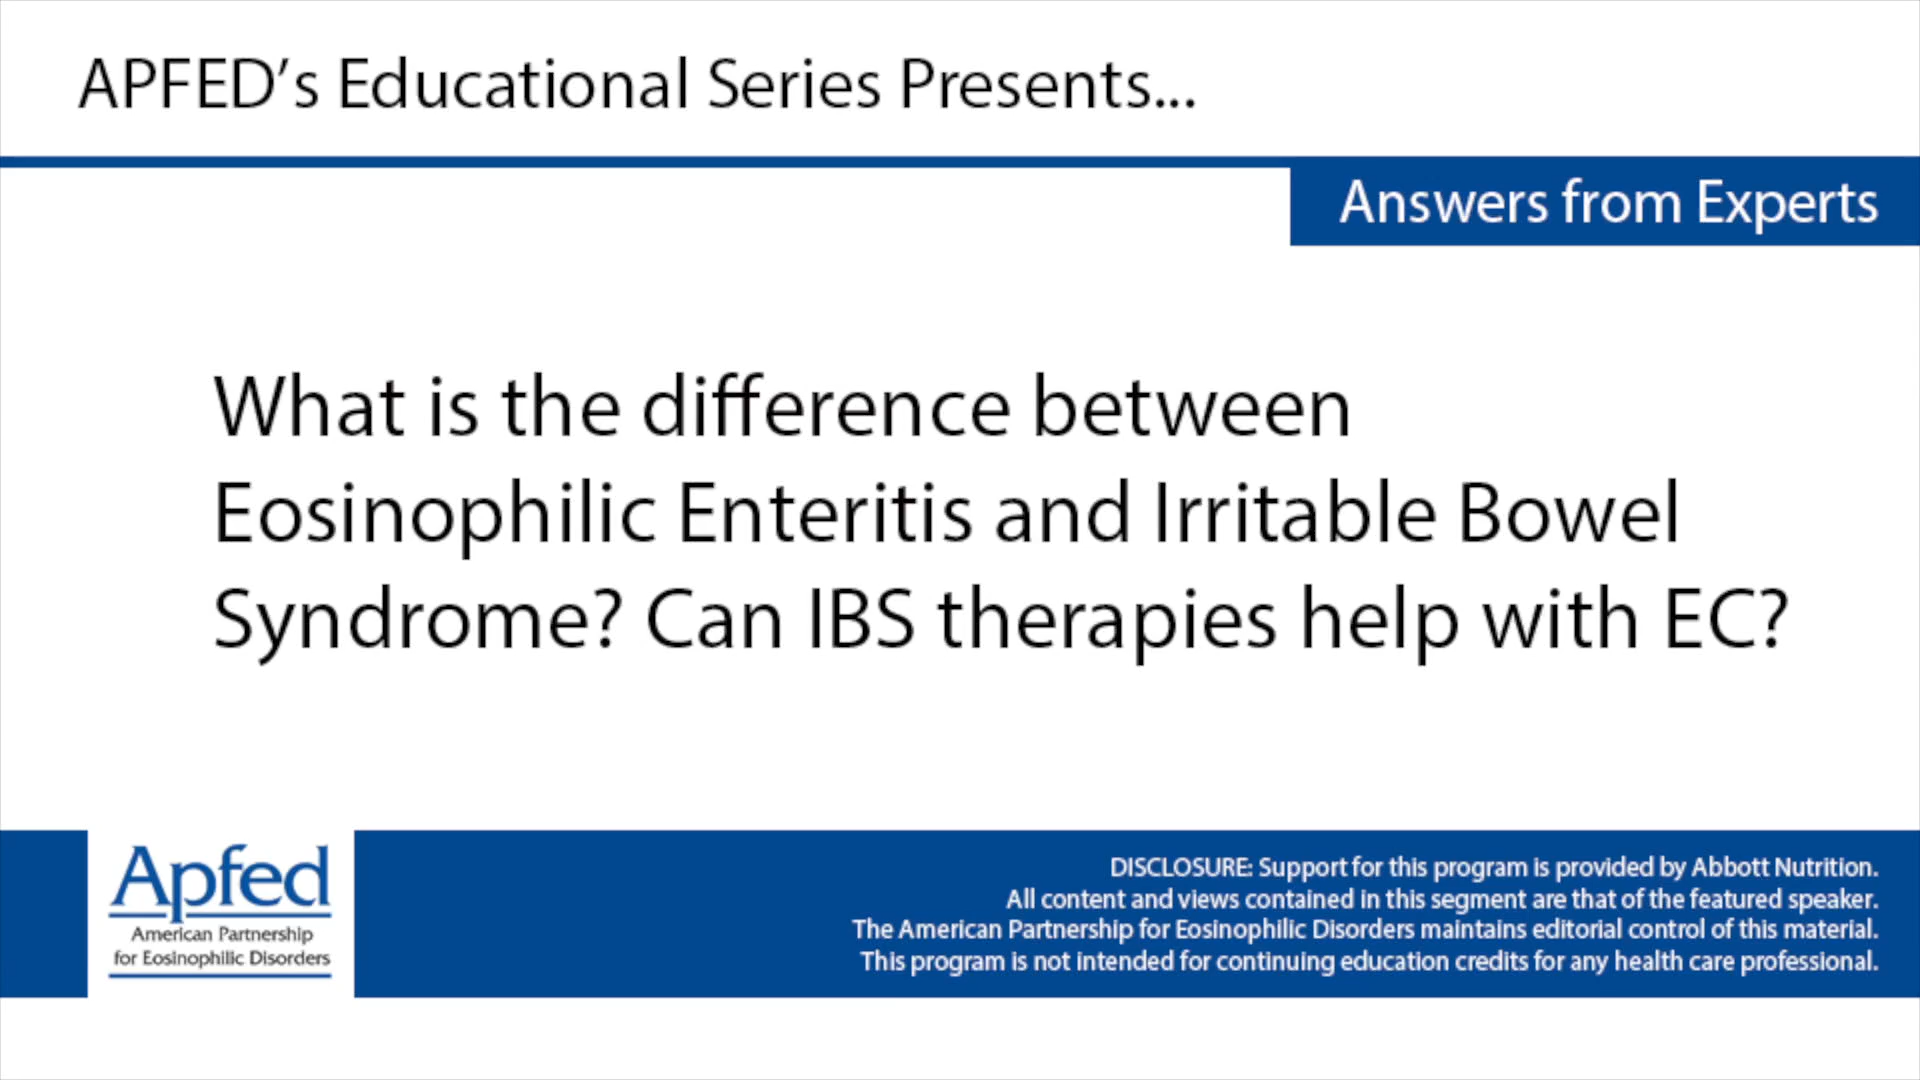 APFED’s Educational Series Presents...
Answers from Experts
What is the difference between
Eosinophilic Enteritis and Irritable Bowel
Syndrome? Can IBS therapies help with EC?
Apfed
American Partnership
for Eosinophilic Disorders
DISCLOSURE: Support for this program is provided by Abbott Nutrition.
All content and views contained in this segment are that of the featured speaker.
The American Partnership for Eosinophilic Disorders maintains editorial control of this material.
This program is not intended for continuing education credits for any health care professional.